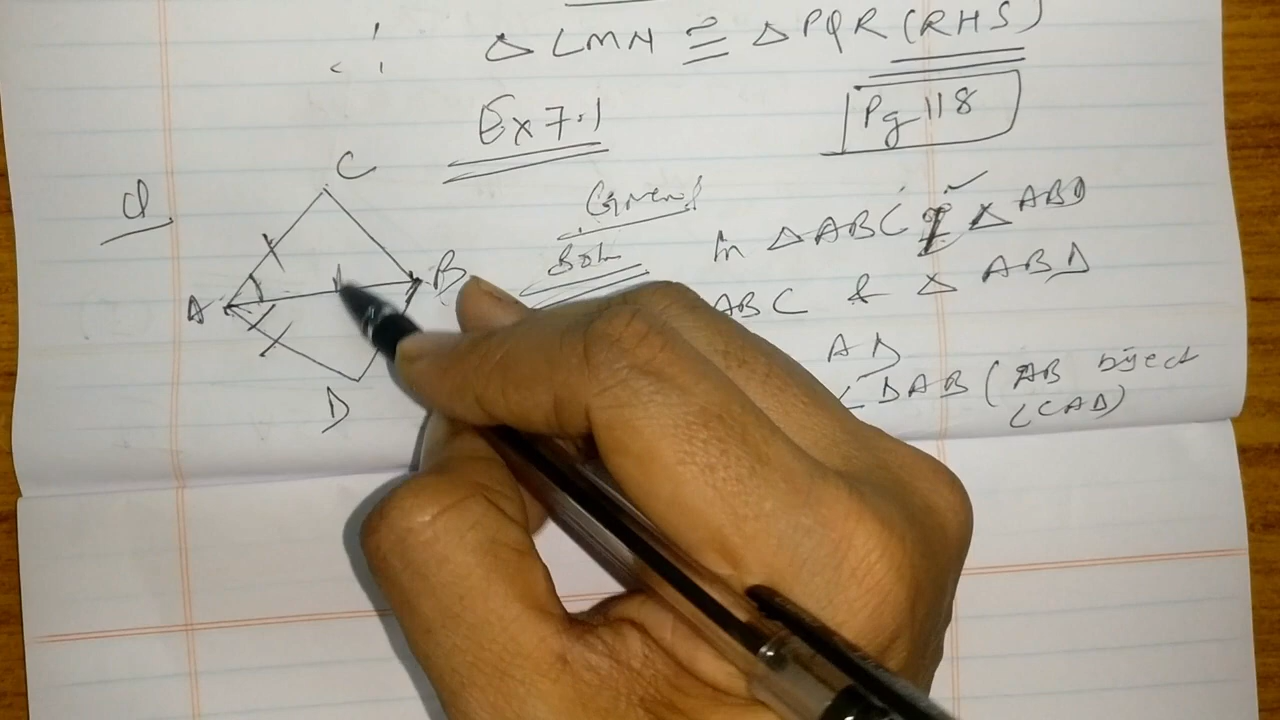 ∴ △ LMN ≅ △ PQR (RHS)
Ex 7.1
Pg 118
Q
C
A
B
D
Given
Soln
In △ ABC & △ ABD
ABC & △ ABD
AD
∠DAB (AB biject
∠CAD)